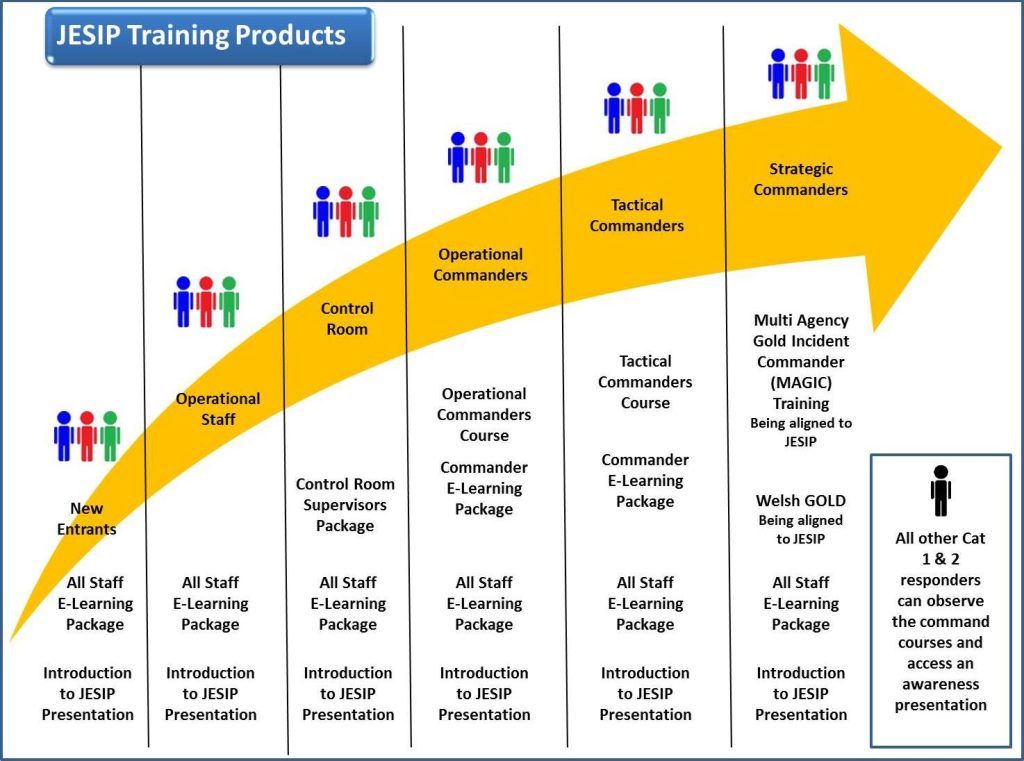 JESIP Training Products
New
Entrants
All Staff
E-Learning
Package
Introduction
to JESIP
Presentation
Operational
Staff
All Staff
E-Learning
Package
Introduction
to JESIP
Presentation
Control
Room
Control Room
Supervisors
Package
All Staff
E-Learning
Package
Introduction
to JESIP
Presentation
Operational
Commanders
Operational
Commanders
Course
Commander
E-Learning
Package
All Staff
E-Learning
Package
Introduction
to JESIP
Presentation
Tactical
Commanders
Tactical
Commanders
Course
Commander
E-Learning
Package
All Staff
E-Learning
Package
Introduction
to JESIP
Presentation
Strategic
Commanders
Multi Agency
Gold Incident
Commander
(MAGIC)
Training
Being aligned to
JESIP
Welsh GOLD
Being aligned
to JESIP
All Staff
E-Learning
Package
Introduction
to JESIP
Presentation
All other Cat
1 & 2
responders
can observe
the command
courses and
access an
awareness
presentation